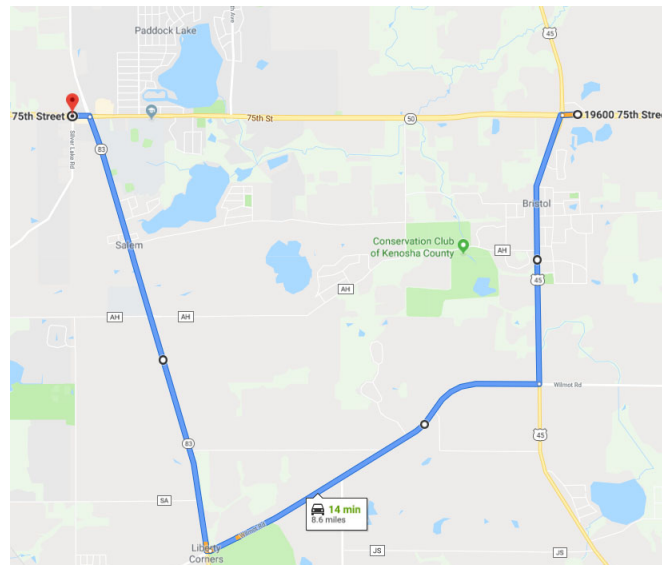 Paddock Lake
45
75th Street
75th St
50
19600 75th Stree
Silver Lake Rd
83
Bristol
Salem
Conservation Club
of Kenosha County
AH
45
AH
AH
AH
Wilmot Rd
83
45
SA
14 min
8.6 miles
Liberty
Corners
JS
JS